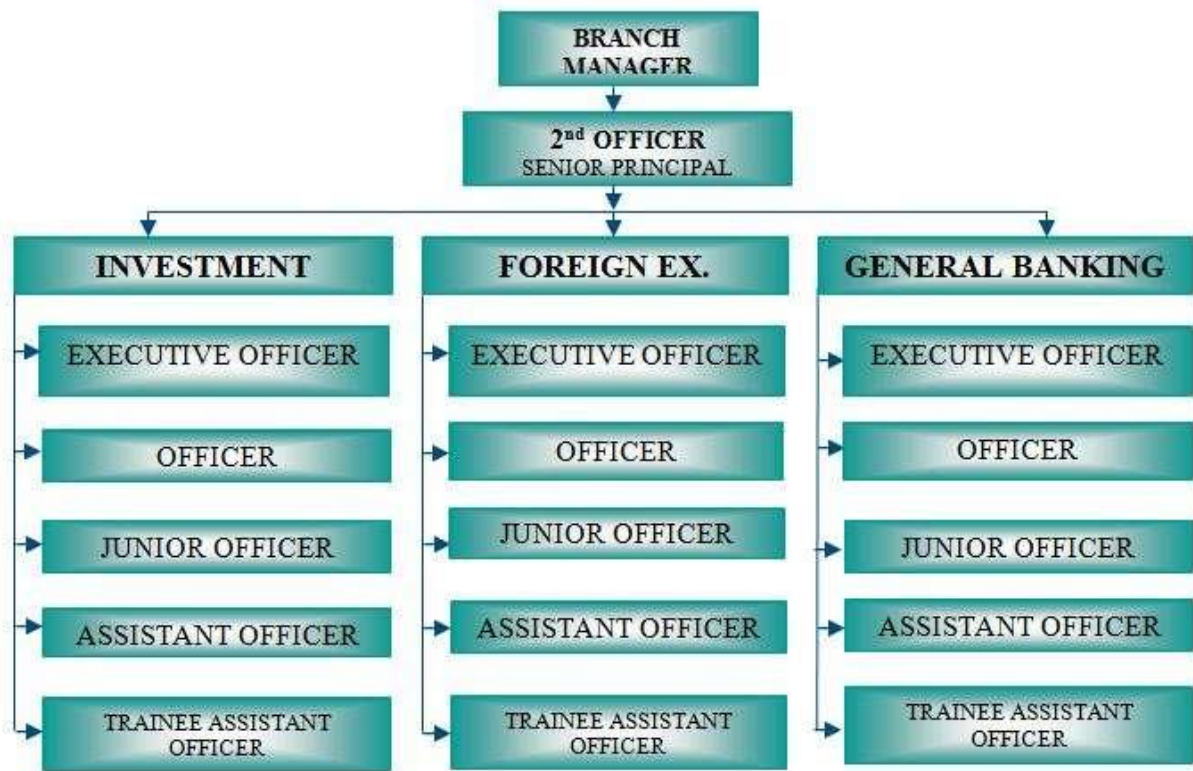 BRANCH
MANAGER
2nd OFFICER
SENIOR PRINCIPAL
INVESTMENT
EXECUTIVE OFFICER
OFFICER
JUNIOR OFFICER
ASSISTANT OFFICER
TRAINEE ASSISTANT
OFFICER
FOREIGN EX.
EXECUTIVE OFFICER
OFFICER
JUNIOR OFFICER
ASSISTANT OFFICER
TRAINEE ASSISTANT
OFFICER
GENERAL BANKING
EXECUTIVE OFFICER
OFFICER
JUNIOR OFFICER
ASSISTANT OFFICER
TRAINEE ASSISTANT
OFFICER